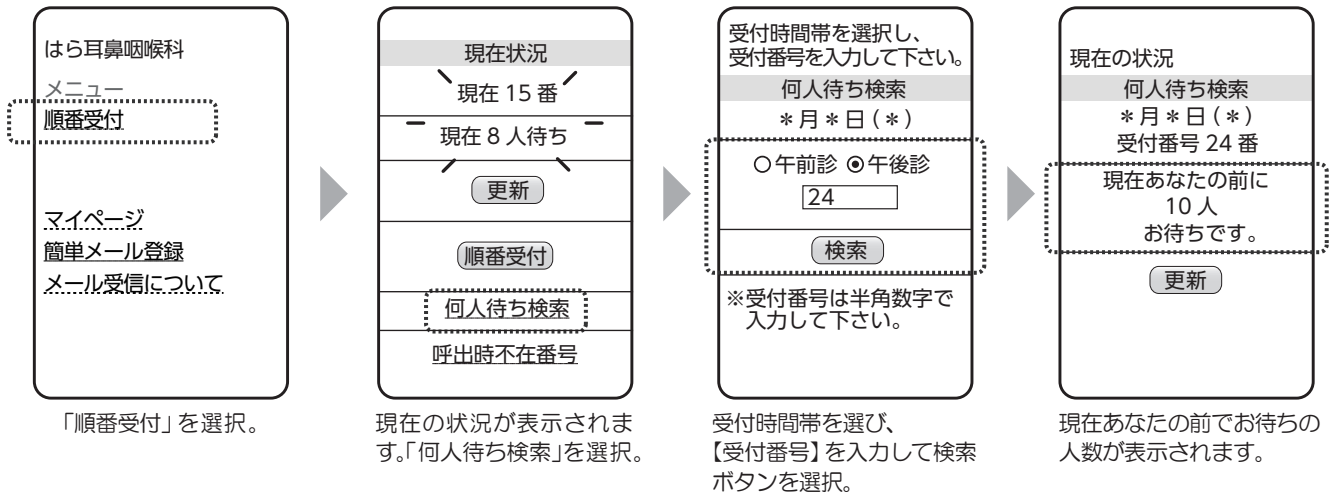 はら耳鼻咽喉科
メニュー
順番受付
マイページ
簡単メール登録
メール受信について
「順番受付」を選択。
現在状況
現在 15 番
現在 8 人待ち
更新
順番受付
何人待ち検索
呼出時不在番号
現在の状況が表示されま
す。「何人待ち検索」を選択。
受付時間帯を選択し、
受付番号を入力して下さい。
何人待ち検索
＊月＊日（＊）
午前診 午後診
24
検索
※受付番号は半角数字で
入力して下さい。
受付時間帯を選び、
【受付番号】を入力して検索
ボタンを選択。
現在の状況
何人待ち検索
＊月＊日（＊）
受付番号 24 番
現在あなたの前に
10 人
お待ちです。
更新
現在あなたの前でお待ちの
人数が表示されます。